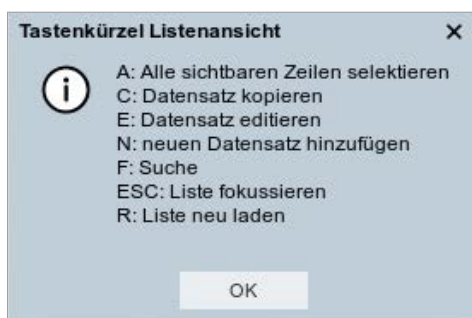 Tastenkürzel Listenansicht
A: Alle sichtbaren Zeilen selektieren
C: Datensatz kopieren
E: Datensatz editieren
N: neuen Datensatz hinzufügen
F: Suche
ESC: Liste fokussieren
R: Liste neu laden
OK